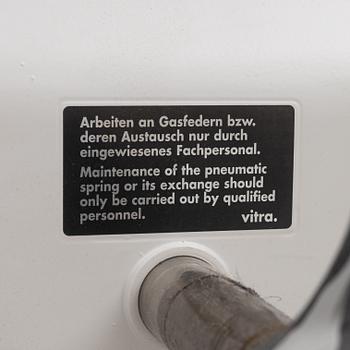 Arbeiten an Gasfedern bzw.
deren Austausch nur durch
eingewiesenes Fachpersonal.
Maintenance of the pneumatic
spring or its exchange should
only be carried out by qualified
personnel. vitra.